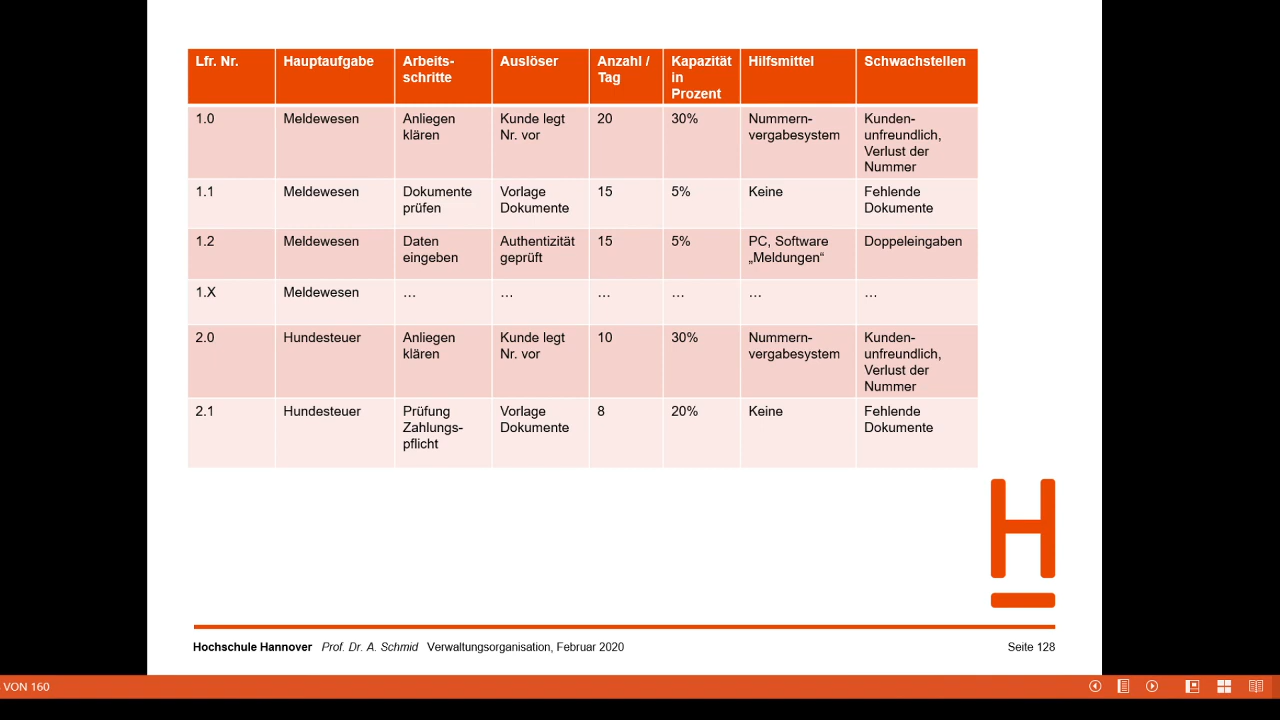 Lfr. Nr. Hauptaufgabe Arbeits- Auslöser Anzahl / Kapazität Hilfsmittel Schwachstellen
schritte Tag in
Prozent
1.0 Meldewesen Anliegen Kunde legt 20 30% Nummern- Kunden-
klären Nr. vor vergabesystem unfreundlich,
Verlust der
Nummer
1.1 Meldewesen Dokumente Vorlage 15 5% Keine Fehlende
prüfen Dokumente Dokumente
1.2 Meldewesen Daten Authentizität 15 5% PC, Software Doppeleingaben
eingeben geprüft „Meldungen“
1.X Meldewesen … … … … … …
2.0 Hundesteuer Anliegen Kunde legt 10 30% Nummern- Kunden-
klären Nr. vor vergabesystem unfreundlich,
Verlust der
Nummer
2.1 Hundesteuer Prüfung Vorlage 8 20% Keine Fehlende
Zahlungs- Dokumente Dokumente
pflicht
H
Hochschule Hannover Prof. Dr. A. Schmid Verwaltungsorganisation, Februar 2020 Seite 128
VON 160